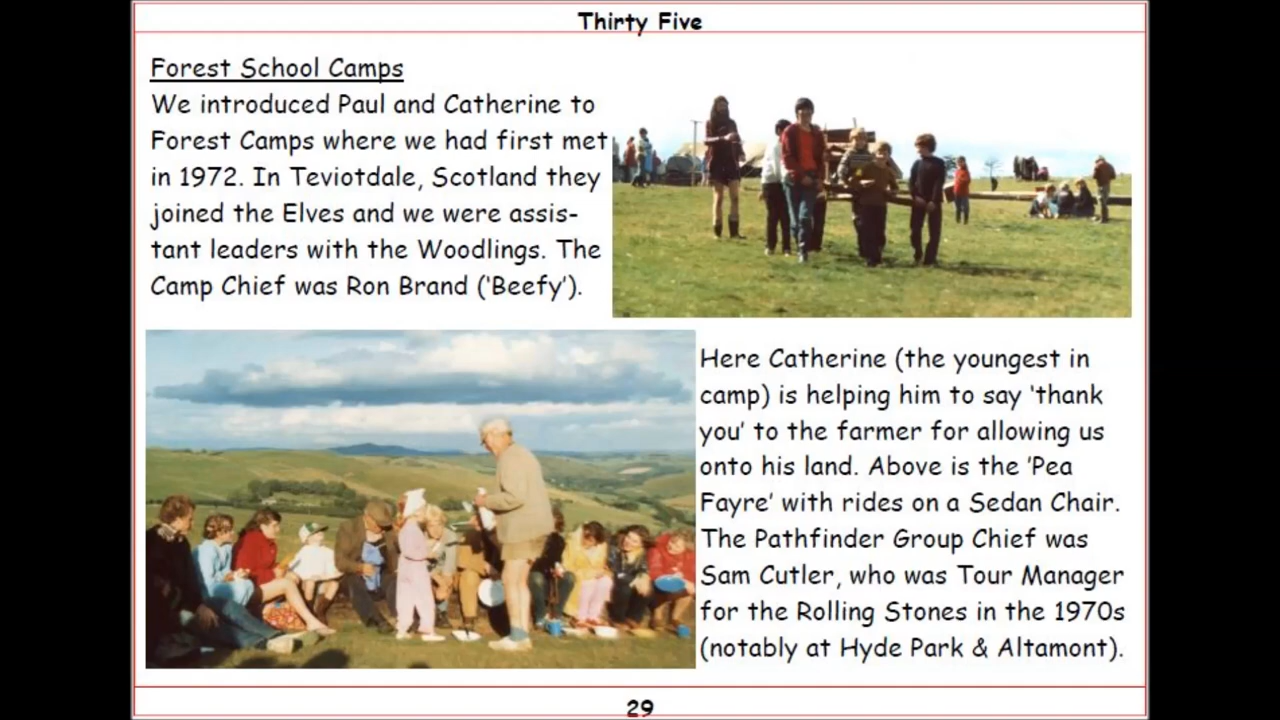 Thirty Five
Forest School Camps
We introduced Paul and Catherine to
Forest Camps where we had first met
in 1972. In Teviotdale, Scotland they
joined the Elves and we were assis-
tant leaders with the Woodlings. The
Camp Chief was Ron Brand ('Beefy').
Here Catherine (the youngest in
camp) is helping him to say 'thank
you' to the farmer for allowing us
onto his land. Above is the 'Pea
Fayre' with rides on a Sedan Chair.
The Pathfinder Group Chief was
Sam Cutler, who was Tour Manager
for the Rolling Stones in the 1970s
(notably at Hyde Park & Altamont).
29